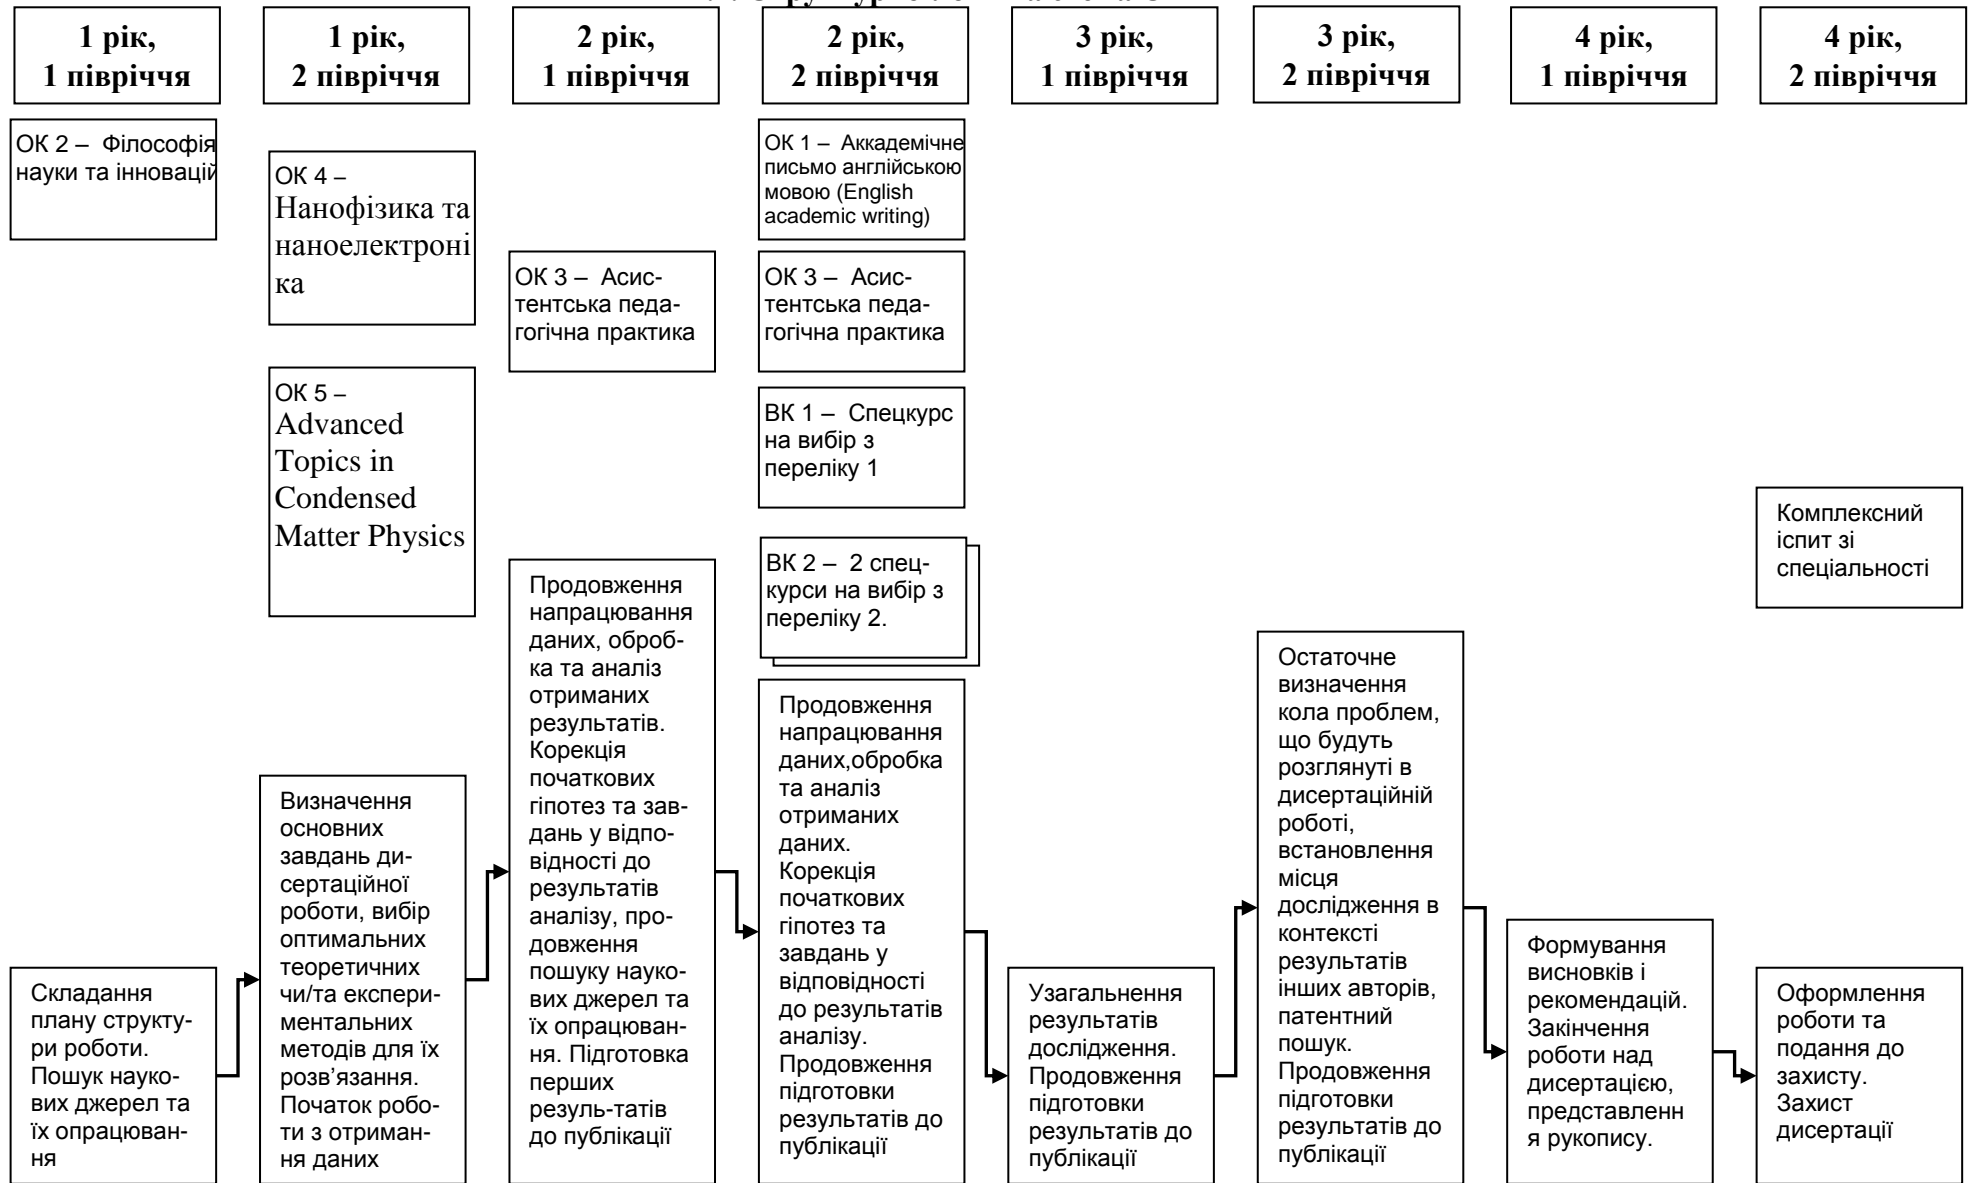 1 рік,
1 півріччя
1 рік,
2 півріччя
2 рік,
1 півріччя
2 рік,
2 півріччя
3 рік,
1 півріччя
3 рік,
2 півріччя
4 рік,
1 півріччя
4 рік,
2 півріччя
ОК 2 – Філософія
науки та інновацій
ОК 4 –
Нанофізика та
наноелектроні
ка
ОК 5 –
Advanced
Topics in
Condensed
Matter Physics
ОК 3 – Асис-
тентська педа-
гогічна практика
ОК 1 – Аккадемічне
письмо англійською
мовою (English
academic writing)
ОК 3 – Асис-
тентська педа-
гогічна практика
ВК 1 – Спецкурс
на вибір з
переліку 1
ВК 2 – 2 спец-
курси на вибір з
переліку 2.
Комплексний
іспит зі
спеціальності
Складання
плану структу-
ри роботи.
Пошук науко-
вих джерел та
їх опрацюван-
ня
Визначення
основних
завдань ди-
сертаційної
роботи, вибір
оптимальних
теоретичних
чи/та експери-
ментальних
методів для їх
розв’язання.
Початок робо-
ти з отриман-
ня даних
Продовження
напрацювання
даних, оброб-
ка та аналіз
отриманих
результатів.
Корекція
початкових
гіпотез та зав-
дань у відпо-
відності до
результатів
аналізу, про-
довження
пошуку науко-
вих джерел та
їх опрацюван-
ня. Підготовка
перших
резуль-татів
до публікації
Продовження
напрацювання
даних,обробка
та аналіз
отриманих
даних.
Корекція
початкових
гіпотез та
завдань у
відповідності
до результатів
аналізу.
Продовження
підготовки
результатів до
публікації
Узагальнення
результатів
дослідження.
Продовження
підготовки
результатів до
публікації
Остаточне
визначення
кола проблем,
що будуть
розглянуті в
дисертаційній
роботі,
встановлення
місця
дослідження в
контексті
результатів
інших авторів,
патентний
пошук.
Продовження
підготовки
результатів до
публікації
Формування
висновків і
рекомендацій.
Закінчення
роботи над
дисертацією,
представленн
я рукопису.
Оформлення
роботи та
подання до
захисту.
Захист
дисертації